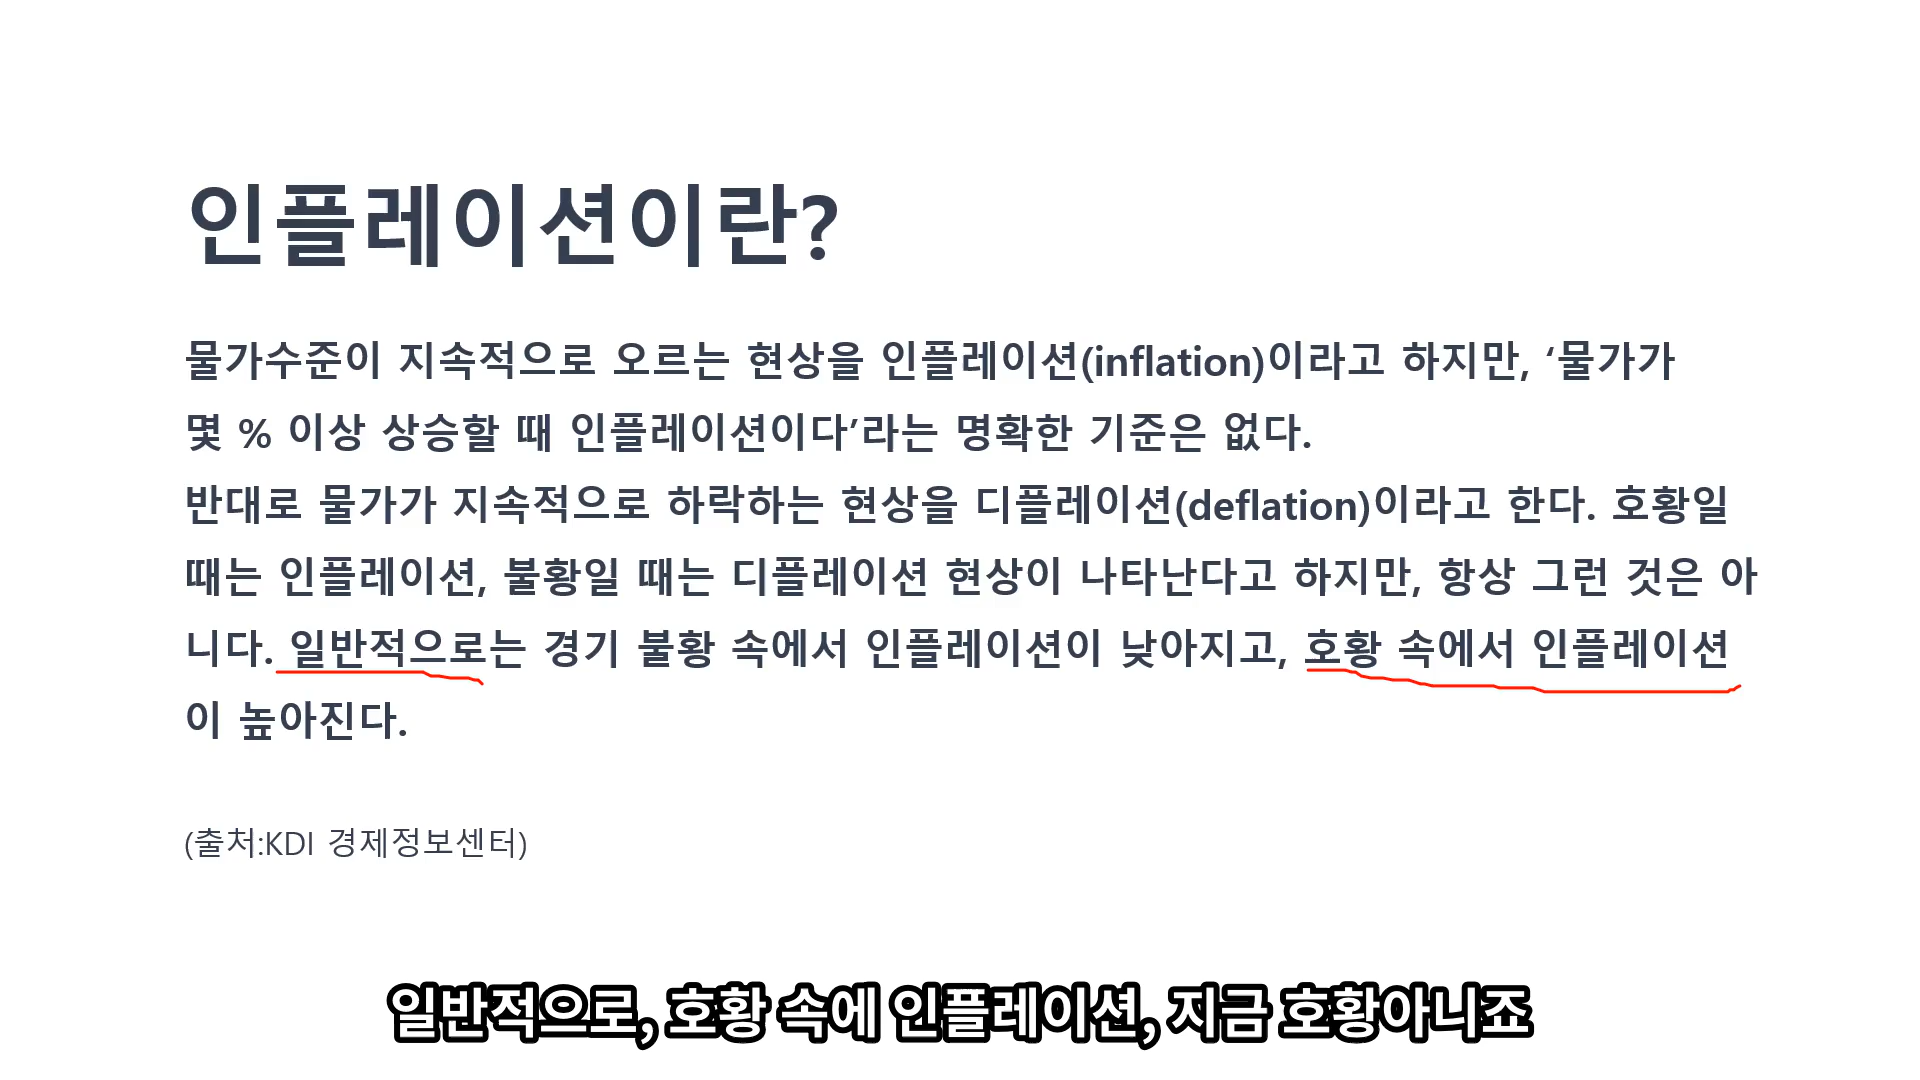 인플레이션이란?
물가수준이 지속적으로 오르는 현상을 인플레이션(inflation)이라고 하지만, ‘물가가
몇 % 이상 상승할 때 인플레이션이다’라는 명확한 기준은 없다.
반대로 물가가 지속적으로 하락하는 현상을 디플레이션(deflation)이라고 한다. 호황일
때는 인플레이션, 불황일 때는 디플레이션 현상이 나타난다고 하지만, 항상 그런 것은 아
니다. 일반적으로는 경기 불황 속에서 인플레이션이 낮아지고, 호황 속에서 인플레이션
이 높아진다.
(출처:KDI 경제정보센터)
일반적으로, 호황 속에 인플레이션, 지금 호황아니죠